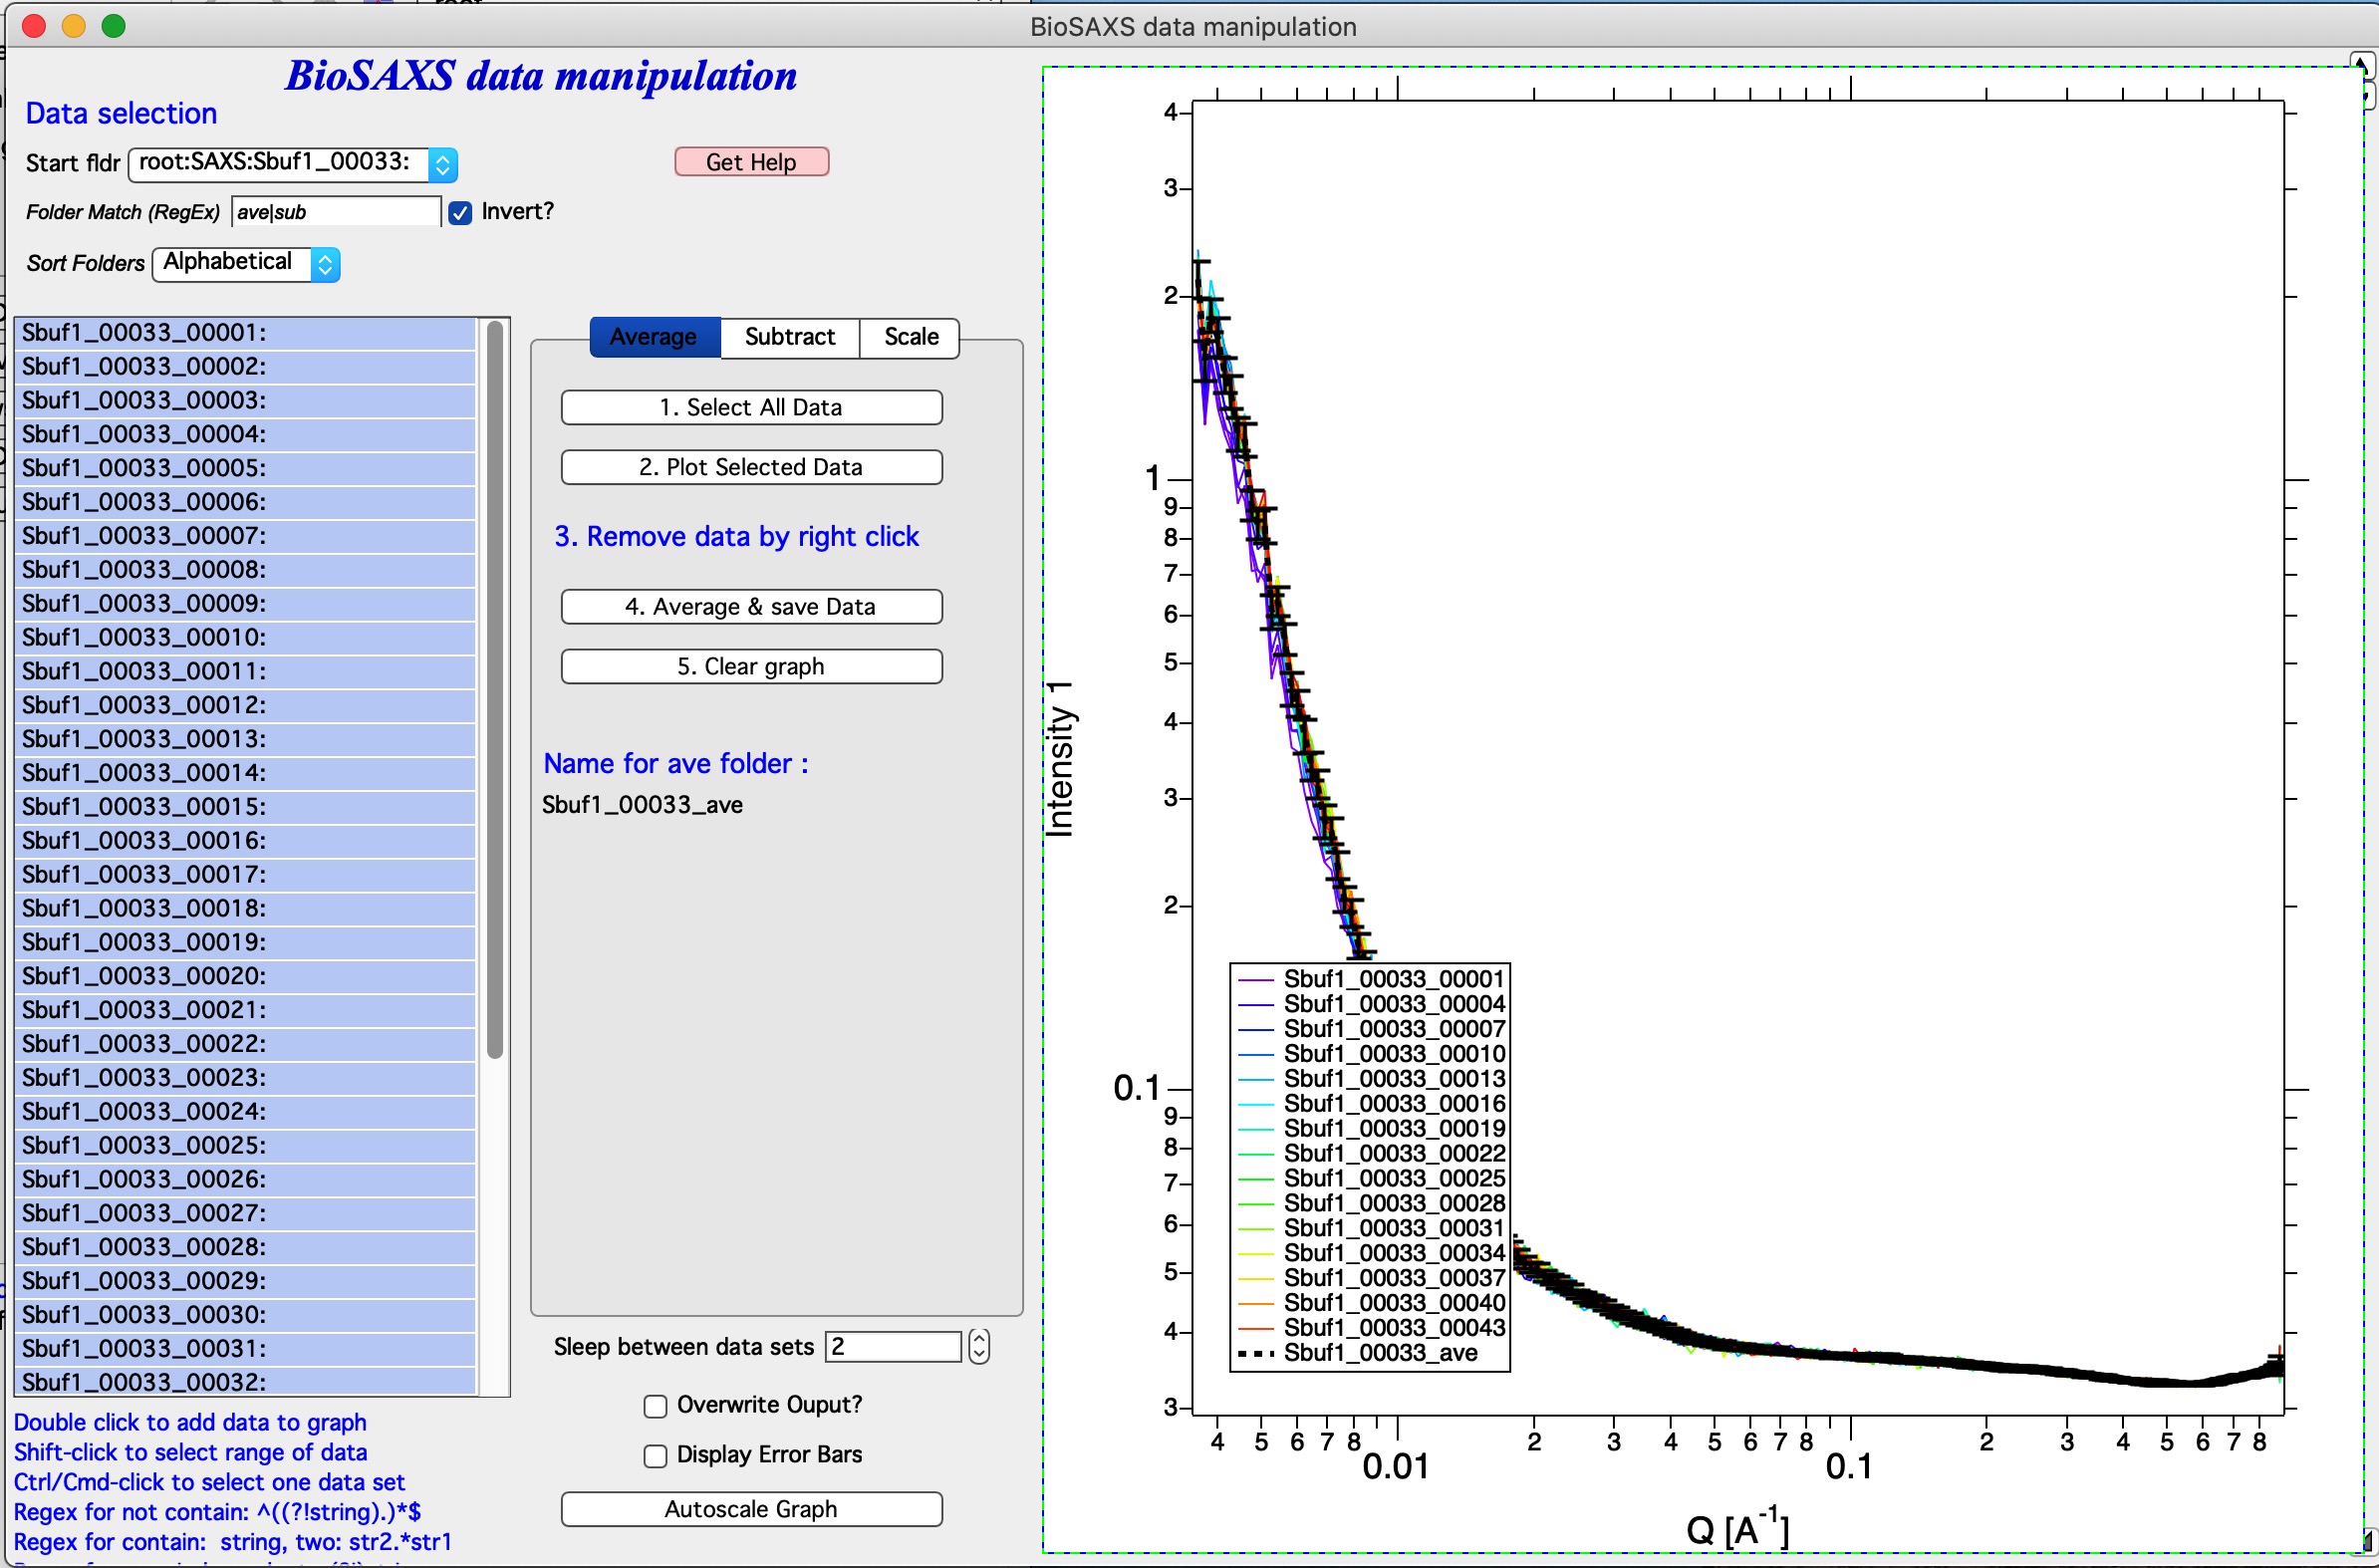 BioSAXS data manipulation
BioSAXS data manipulation
Data selection
Start fldr root:SAXS:Sbuf1_00033:
Get Help
Folder Match (RegEx) ave|sub Invert?
Sort Folders Alphabetical
Sbuf1_00033_00001:
Sbuf1_00033_00002:
Sbuf1_00033_00003:
Sbuf1_00033_00004:
Sbuf1_00033_00005:
Sbuf1_00033_00006:
Sbuf1_00033_00007:
Sbuf1_00033_00008:
Sbuf1_00033_00009:
Sbuf1_00033_00010:
Sbuf1_00033_00011:
Sbuf1_00033_00012:
Sbuf1_00033_00013:
Sbuf1_00033_00014:
Sbuf1_00033_00015:
Sbuf1_00033_00016:
Sbuf1_00033_00017:
Sbuf1_00033_00018:
Sbuf1_00033_00019:
Sbuf1_00033_00020:
Sbuf1_00033_00021:
Sbuf1_00033_00022:
Sbuf1_00033_00023:
Sbuf1_00033_00024:
Sbuf1_00033_00025:
Sbuf1_00033_00026:
Sbuf1_00033_00027:
Sbuf1_00033_00028:
Sbuf1_00033_00029:
Sbuf1_00033_00030:
Sbuf1_00033_00031:
Sbuf1_00033_00032:
Double click to add data to graph
Shift-click to select range of data
Ctrl/Cmd-click to select one data set
Regex for not contain: ^((?!string).)*$
Regex for contain: string, two: str2.*str1
Average Subtract Scale
1. Select All Data
2. Plot Selected Data
3. Remove data by right click
4. Average & save Data
5. Clear graph
Name for ave folder :
Sbuf1_00033_ave
Sleep between data sets 2
Overwrite Ouput?
Display Error Bars
Autoscale Graph
4
3
2
1
9
8
7
6
5
4
3
2
0.1
9
8
7
6
5
4
3
Intensity 1
Sbuf1_00033_00001
Sbuf1_00033_00004
Sbuf1_00033_00007
Sbuf1_00033_00010
Sbuf1_00033_00013
Sbuf1_00033_00016
Sbuf1_00033_00019
Sbuf1_00033_00022
Sbuf1_00033_00025
Sbuf1_00033_00028
Sbuf1_00033_00031
Sbuf1_00033_00034
Sbuf1_00033_00037
Sbuf1_00033_00040
Sbuf1_00033_00043
Sbuf1_00033_ave
4 5 6 7 8 2 3 4 5 6 7 8 2 3 4 5 6 7 8
0.01 0.1
Q [A⁻¹]